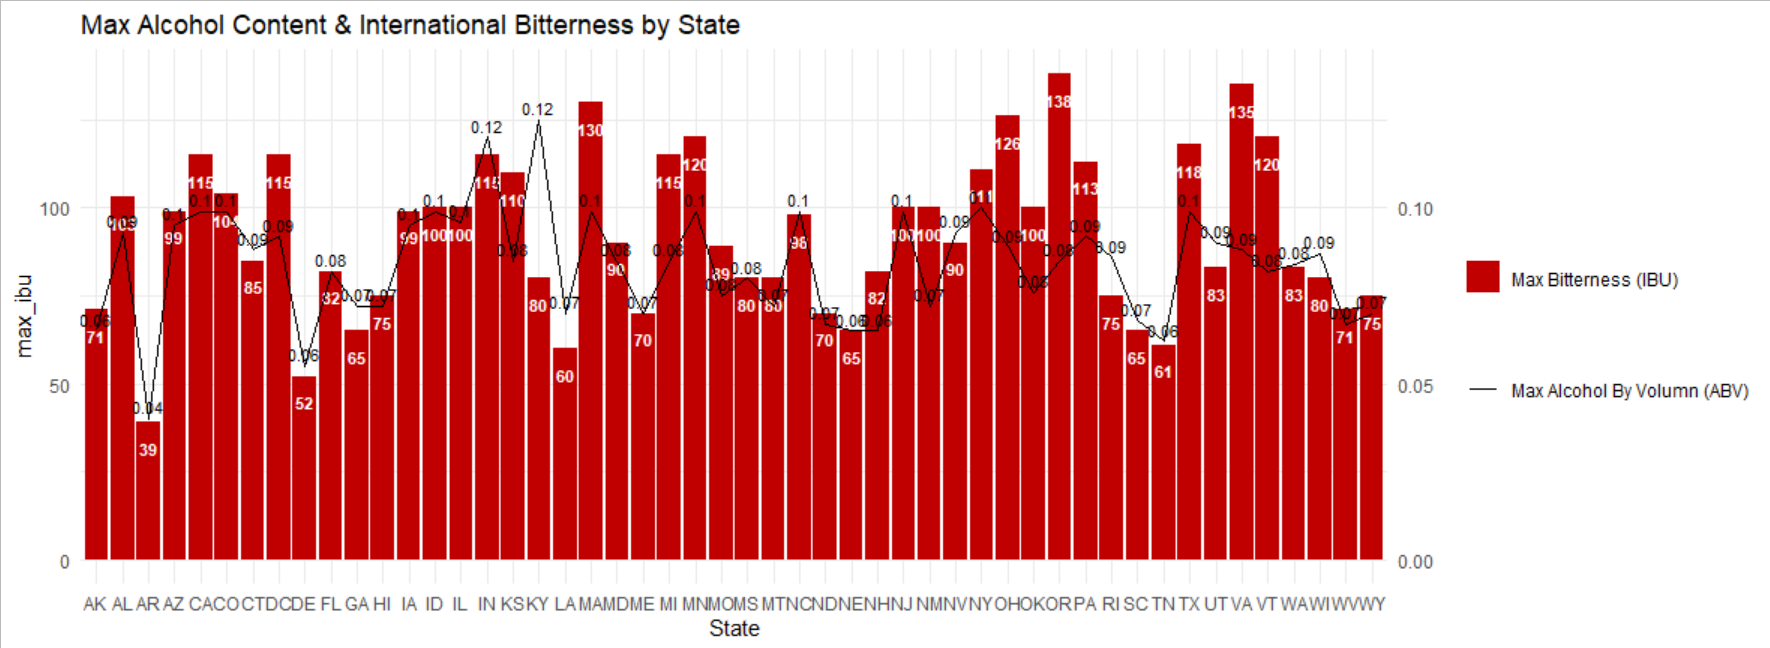 Max Alcohol Content & International Bitterness by State
max_ibu
100
50
0
0.10
0.05
0.00
0.06 0.09 0.04 0.1 0.1 0.1 0.09 0.09 0.06 0.08 0.07 0.07 0.1 0.1 0.1 0.12 0.08 0.12 0.07 0.1 0.08 0.07 0.08 0.1 0.08 0.08 0.07 0.1 0.07 0.06 0.06 0.1 0.07 0.09 0.1 0.09 0.08 0.08 0.09 0.09 0.07 0.06 0.1 0.09 0.09 0.08 0.08 0.09 0.07 0.07
71 103 39 99 115 104 85 115 52 82 65 75 99 100 100 115 110 80 60 130 90 70 115 120 89 80 80 98 70 65 82 100 100 90 111 126 100 138 113 75 65 61 118 83 135 120 83 80 71 75
AK AL AR AZ CA CO CT DC DE FL GA HI IA ID IL IN KS KY LA MA MD ME MI MN MO MS MT NC ND NE NH NJ NM NV NY OH OK OR PA RI SC TN TX UT VA VT WA WI WV WY
State
Max Bitterness (IBU)
Max Alcohol By Volumn (ABV)